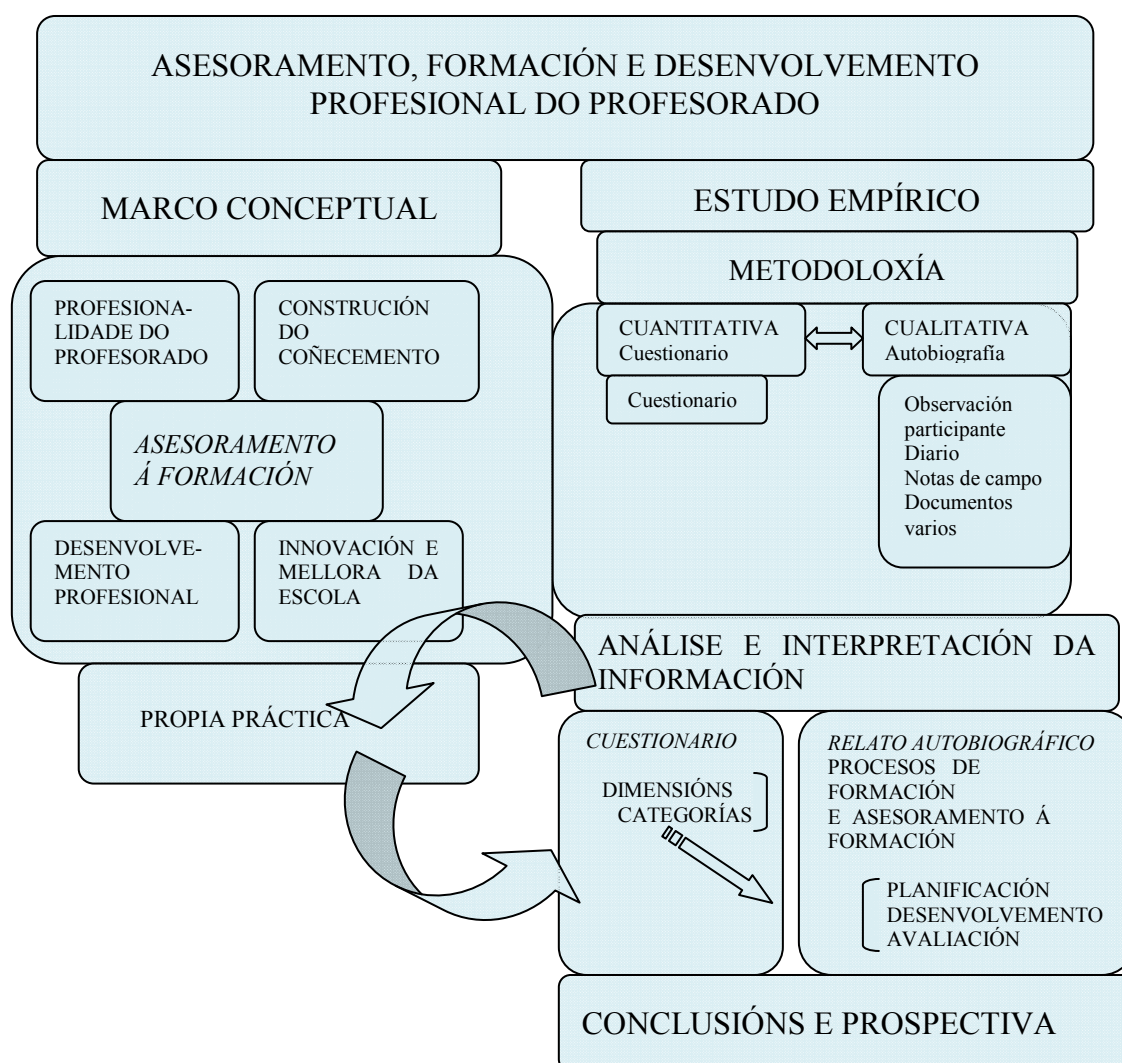 ASESORAMENTO, FORMACIÓN E DESENVOLVEMENTO
PROFESIONAL DO PROFESORADO
MARCO CONCEPTUAL
PROFESIONA-
LIDADE DO
PROFESORADO
CONSTRUCIÓN
DO
COÑECEMENTO
ASESORAMENTO
Á FORMACIÓN
DESENVOLVE-
MENTO
PROFESIONAL
INNOVACIÓN E
MELLORA DA
ESCOLA
PROPIA PRÁCTICA
ESTUDO EMPÍRICO
METODOLOXÍA
CUANTITATIVA
Cuestionario
CUALITATIVA
Autobiografía
Cuestionario
Observación
participante
Diario
Notas de campo
Documentos
varios
ANÁLISE E INTERPRETACIÓN DA
INFORMACIÓN
CUESTIONARIO
DIMENSIÓNS
CATEGORÍAS
RELATO AUTOBIOGRÁFICO
PROCESOS DE
FORMACIÓN
E ASESORAMENTO Á
FORMACIÓN
PLANIFICACIÓN
DESENVOLVEMENTO
AVALIACIÓN
CONCLUSIÓNS E PROSPECTIVA